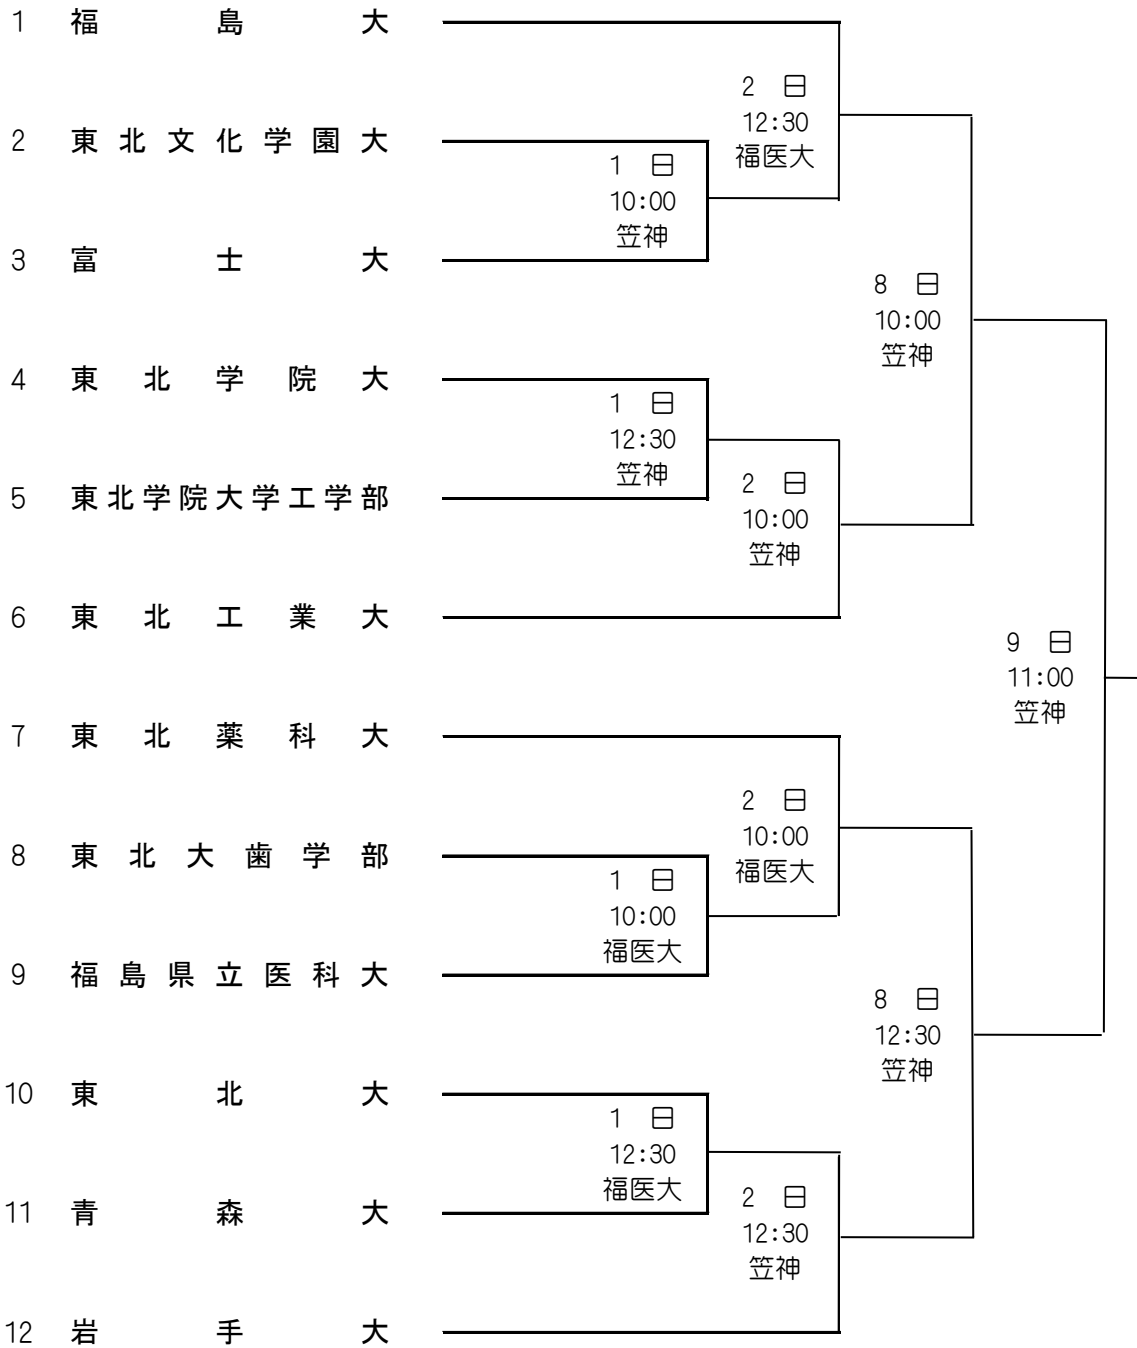 1 福島大
2 日
12:30
福医大
2 東北文化学園大
1 日
10:00
笠神
3 富士大
8 日
10:00
笠神
4 東北学院大
1 日
12:30
笠神
5 東北学院大学工学部
2 日
10:00
笠神
6 東北工業大
9 日
11:00
笠神
7 東北薬科大
2 日
10:00
福医大
8 東北大歯学部
1 日
10:00
福医大
9 福島県立医科大
8 日
12:30
笠神
10 東北大
1 日
12:30
福医大
11 青森大
2 日
12:30
笠神
12 岩手大